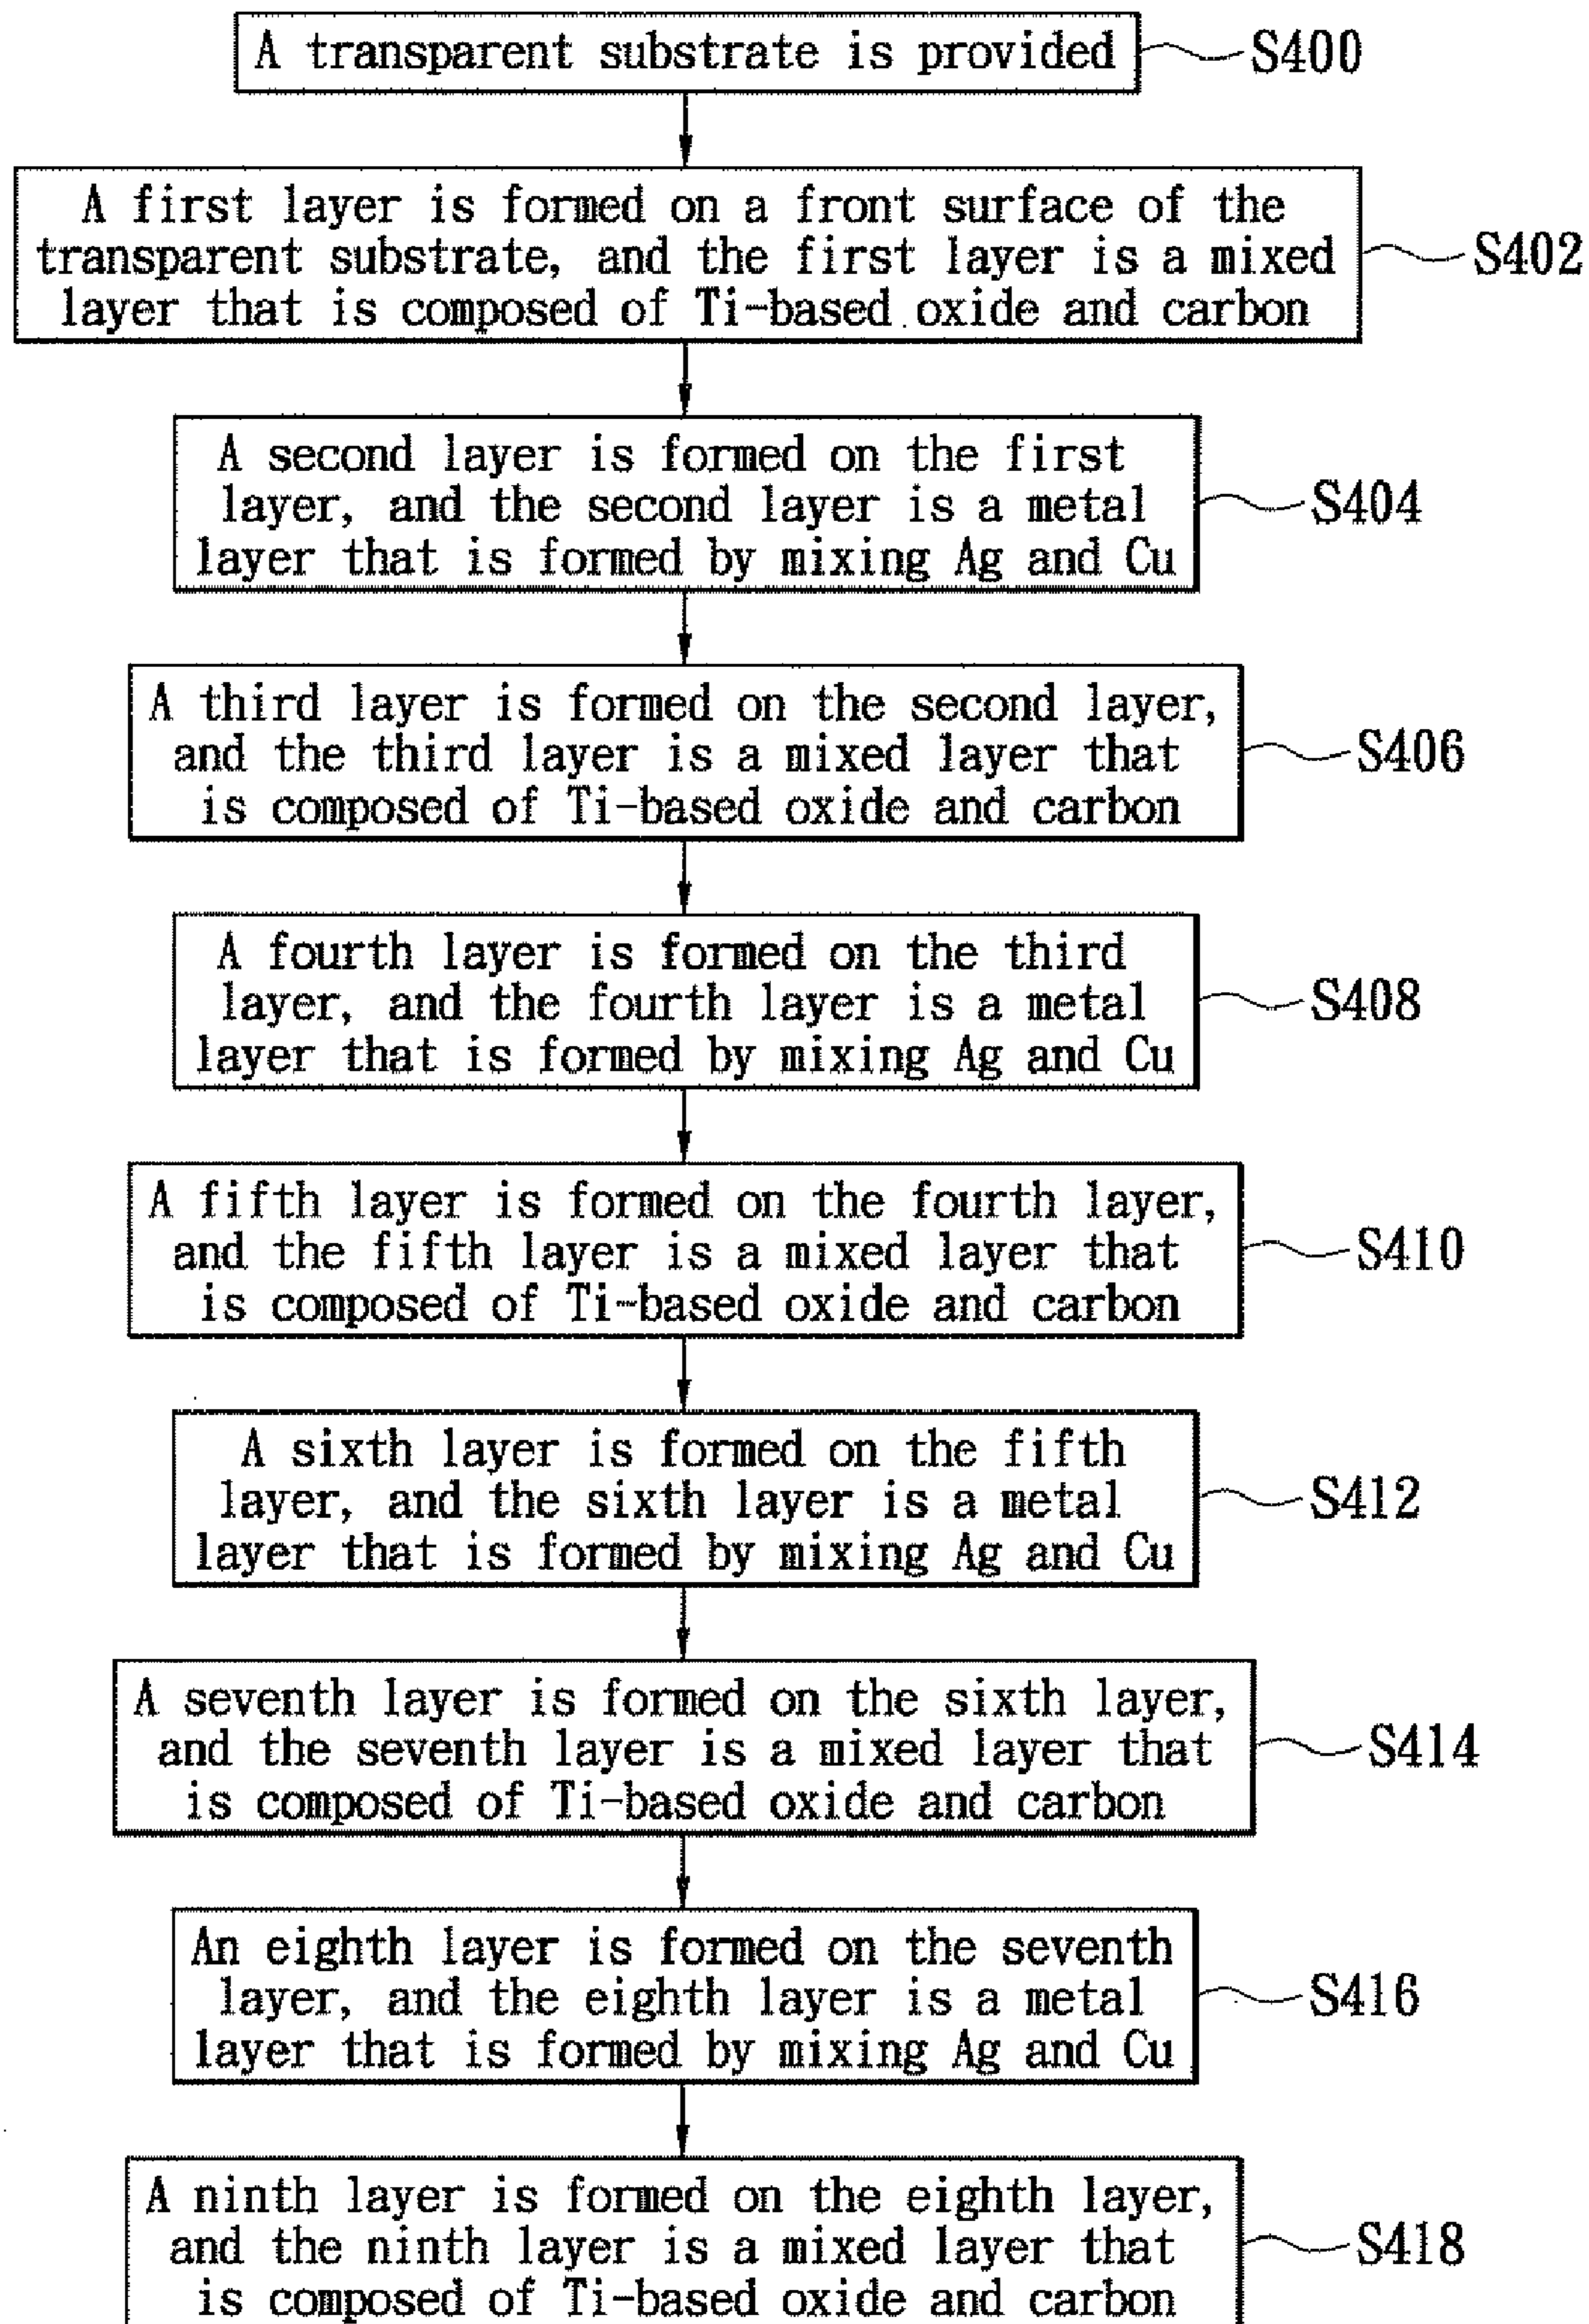 A transparent substrate is provided
S400
A first layer is formed on a front surface of the
transparent substrate, and the first layer is a mixed
layer that is composed of Ti-based oxide and carbon
S402
A second layer is formed on the first
layer, and the second layer is a metal
layer that is formed by mixing Ag and Cu
S404
A third layer is formed on the second layer,
and the third layer is a mixed layer that
is composed of Ti-based oxide and carbon
S406
A fourth layer is formed on the third
layer, and the fourth layer is a metal
layer that is formed by mixing Ag and Cu
S408
A fifth layer is formed on the fourth layer,
and the fifth layer is a mixed layer that
is composed of Ti-based oxide and carbon
S410
A sixth layer is formed on the fifth
layer, and the sixth layer is a metal
layer that is formed by mixing Ag and Cu
S412
A seventh layer is formed on the sixth layer,
and the seventh layer is a mixed layer that
is composed of Ti-based oxide and carbon
S414
An eighth layer is formed on the seventh
layer, and the eighth layer is a metal
layer that is formed by mixing Ag and Cu
S416
A ninth layer is formed on the eighth layer,
and the ninth layer is a mixed layer that
is composed of Ti-based oxide and carbon
S418